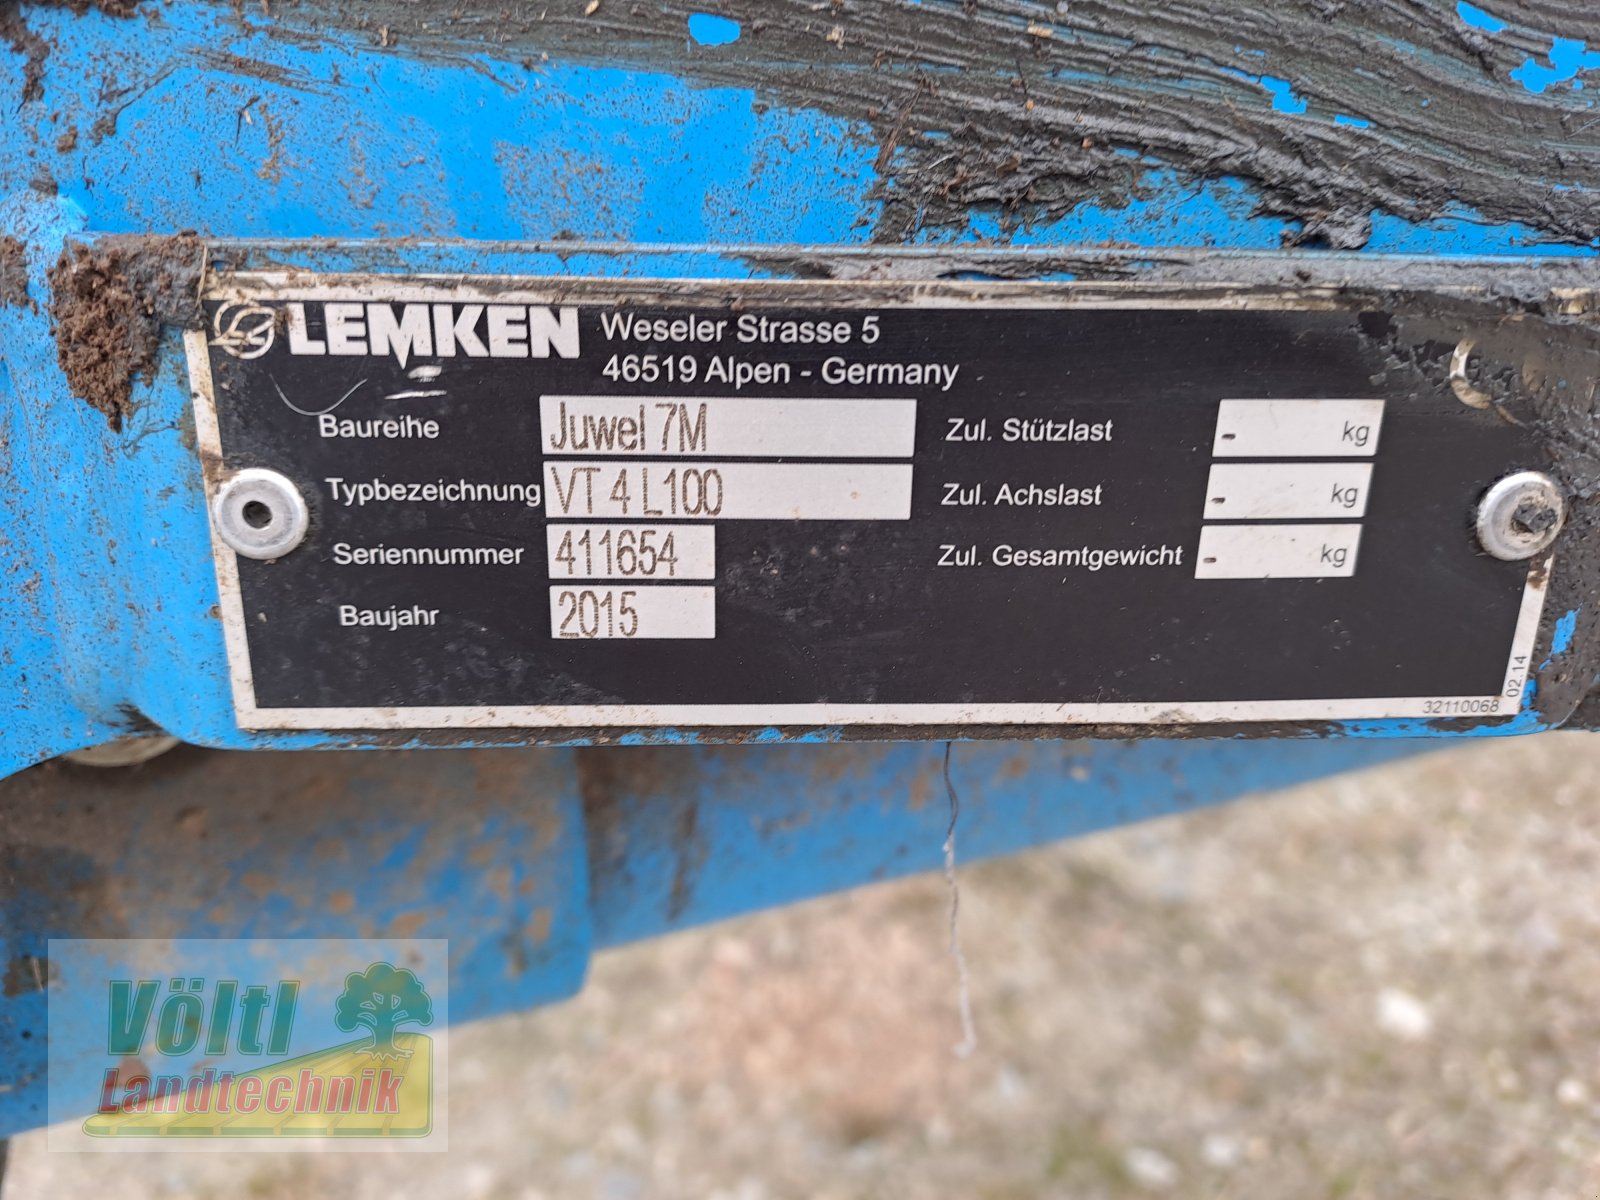 LEMKEN Weseler Strasse 5
46519 Alpen - Germany
Baureihe Juwel 7M Zul. Stützlast - kg
Typbezeichnung VT 4 L100 Zul. Achslast - kg
Seriennummer 411654 Zul. Gesamtgewicht - kg
Baujahr 2015
32110068 02.14
Völtl
Landtechnik